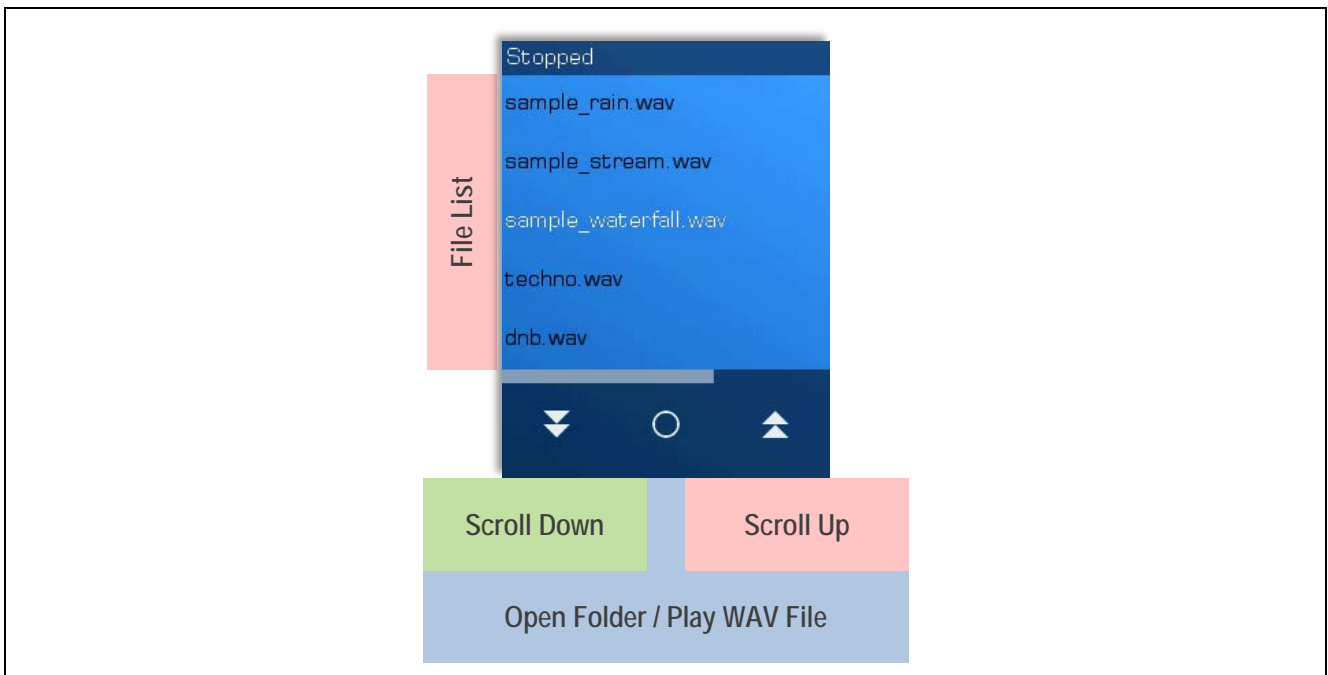 Stopped
File List
sample_rain.wav
sample_stream.wav
sample_waterfall.wav
techno.wav
dnb.wav
Scroll Down
Scroll Up
Open Folder / Play WAV File